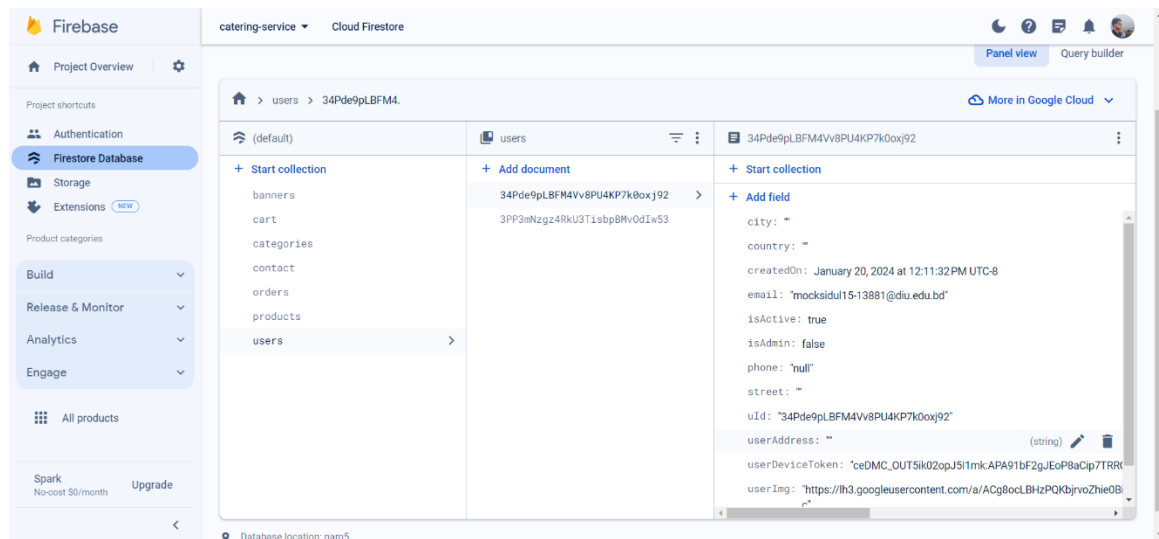 Firebase
catering-service Cloud Firestore
Project Overview
Panel view Query builder
Project shortcuts
Authentication
Firestore Database
Storage
Extensions NEW
Product categories
Build
Release & Monitor
Analytics
Engage
All products
Spark
No-cost $0/month
Upgrade
> users > 34Pde9pLBFM4.
More in Google Cloud
(default)
+ Start collection
banners
cart
categories
contact
orders
products
users
users
+ Add document
34Pde9pLBFM4Vv8PU4KP7k0oxj92
3PP3mNzgz4RkU3TisbpBMvOdIw53
34Pde9pLBFM4Vv8PU4KP7k0oxj92
+ Start collection
+ Add field
city: ""
country: ""
createdOn: January 20, 2024 at 12:11:32 PM UTC-8
email: "mocksidul15-13881@diu.edu.bd"
isActive: true
isAdmin: false
phone: "null"
street: ""
uId: "34Pde9pLBFM4Vv8PU4KP7k0oxj92"
userAddress: "" (string)
userDeviceToken: "ceDMC_OUT5ik02opJ5I1mk:APA91bF2gJEoP8aCip7TRR
userImg: "https://lh3.googleusercontent.com/a/ACg8ocLBHzPQKbjrvoZhie0B
Database location: nam5